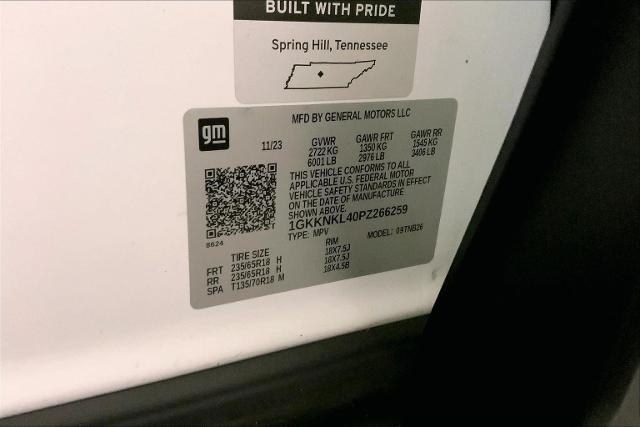 BUILT WITH PRIDE
Spring Hill, Tennessee
MFD BY GENERAL MOTORS LLC
gm
11/23 GVWR GAWR FRT GAWR RR
2722 KG 1350 KG 1545 KG
6001 LB 2976 LB 3406 LB
THIS VEHICLE CONFORMS TO ALL
APPLICABLE U.S. FEDERAL MOTOR
VEHICLE SAFETY STANDARDS IN EFFECT
ON THE DATE OF MANUFACTURE
SHOWN ABOVE.
1GKKNKL40PZ266259
TYPE: MPV MODEL: 0STNB26
8624
TIRE SIZE RIM
FRT 235/65R18 H 18X7.5J
RR 235/65R18 H 18X7.5J
SPA T135/70R18 M 18X4.5B